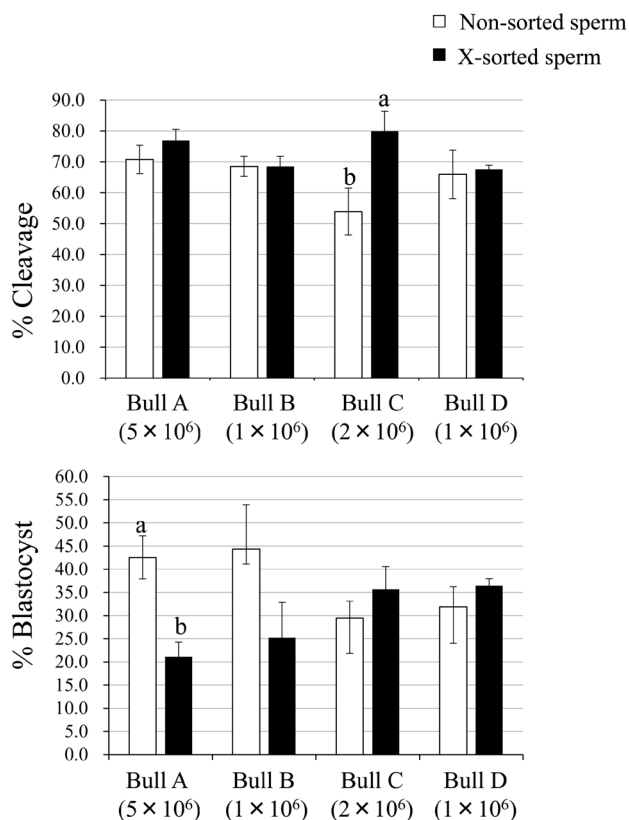 Non-sorted sperm
X-sorted sperm
% Cleavage
90.0
80.0
70.0
60.0
50.0
40.0
30.0
20.0
10.0
0.0
a
b
Bull A Bull B Bull C Bull D
(5 × 10⁶) (1 × 10⁶) (2 × 10⁶) (1 × 10⁶)
% Blastocyst
60.0
55.0
50.0
45.0
40.0
35.0
30.0
25.0
20.0
15.0
10.0
5.0
0.0
a
b
Bull A Bull B Bull C Bull D
(5 × 10⁶) (1 × 10⁶) (2 × 10⁶) (1 × 10⁶)